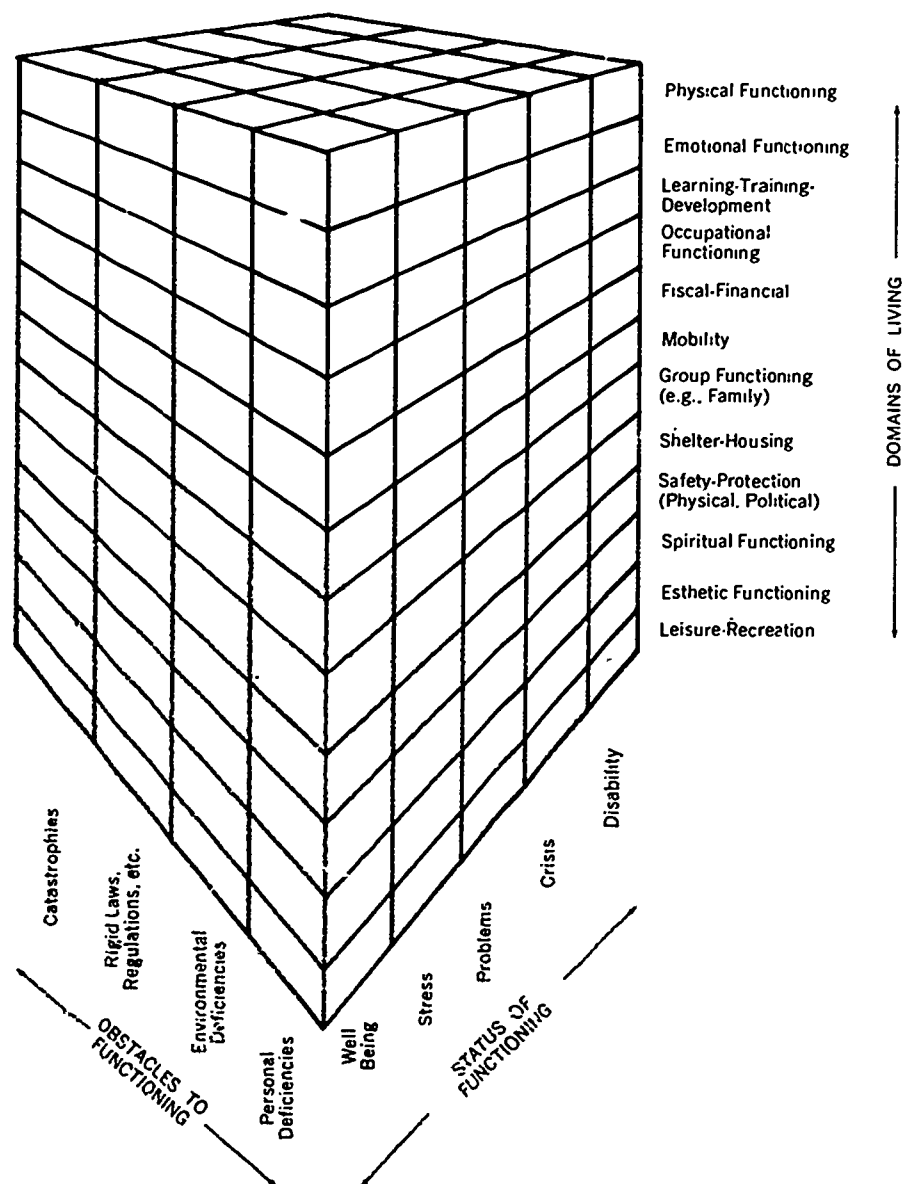 Physical Functioning
Emotional Functioning
Learning-Training-
Development
Occupational
Functioning
Fiscal-Financial
Mobility
Group Functioning
(e.g., Family)
Shelter-Housing
Safety-Protection
(Physical, Political)
Spiritual Functioning
Esthetic Functioning
Leisure-Recreation
DOMAINS OF LIVING
Catastrophies
Rigid Laws,
Regulations, etc.
Environmental
Deficiencies
Personal
Deficiencies
OBSTACLES TO
FUNCTIONING
Well
Being
Stress
Problems
Crisis
Disability
STATUS OF
FUNCTIONING